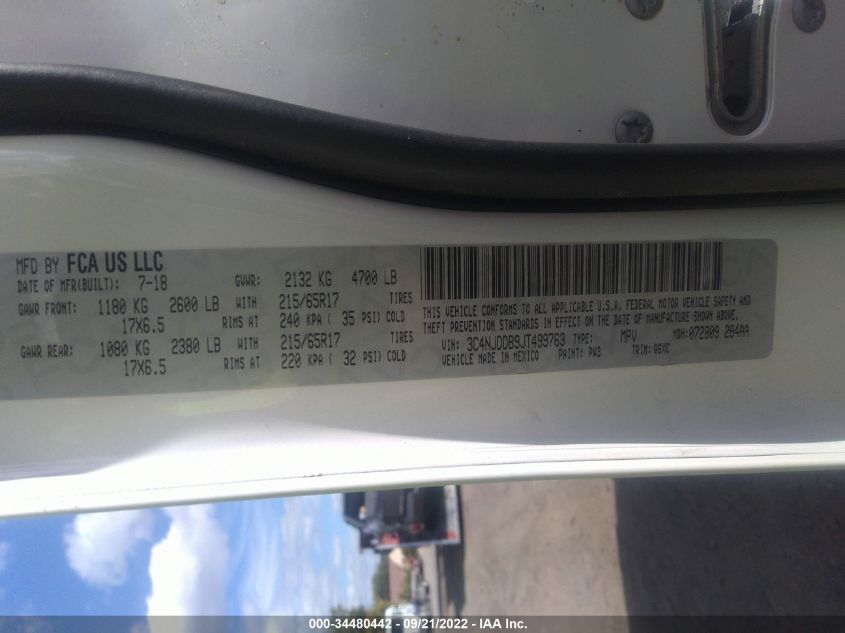 MFD BY FCA US LLC
DATE OF MFR(BUILT): 7-18 GVWR: 2132 KG 4700 LB
GAWR FRONT: 1180 KG 2600 LB WITH 215/65R17 TIRES
17X6.5 RIMS AT 240 KPA ( 35 PSI) COLD
GAWR REAR: 1080 KG 2380 LB WITH 215/65R17 TIRES
17X6.5 RIMS AT 220 KPA ( 32 PSI) COLD
THIS VEHICLE CONFORMS TO ALL APPLICABLE U.S.A. FEDERAL MOTOR VEHICLE SAFETY AND
THEFT PREVENTION STANDARDS IN EFFECT ON THE DATE OF MANUFACTURE SHOWN ABOVE.
VIN: 3C4NJDDB9JT499763 TYPE: MPV MDH:072809 284AA
VEHICLE MADE IN MEXICO PAINT: PW3 TRIM: G6XC
000-34480442 - 09/21/2022 - IAA Inc.